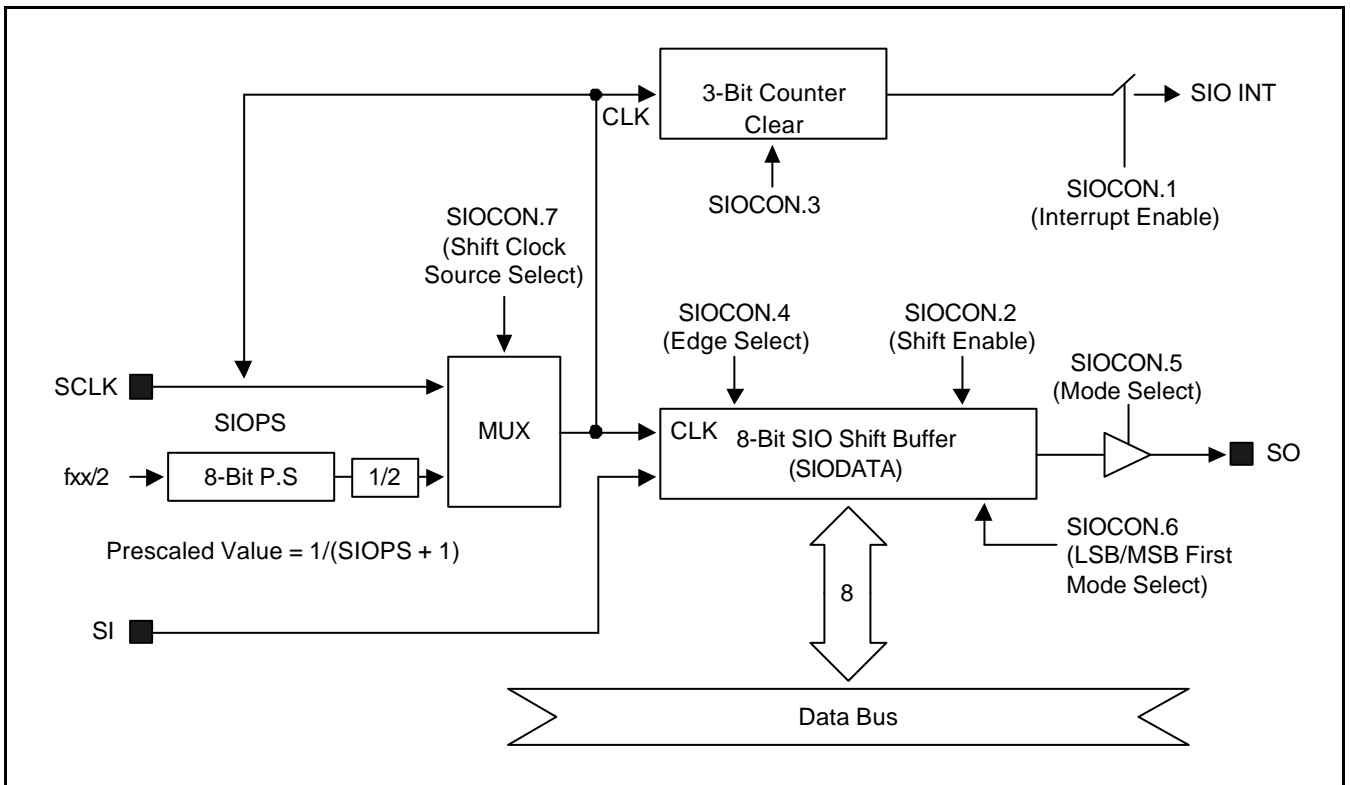 3-Bit Counter
Clear
CLK
SIO INT
SIOCON.3
SIOCON.1
(Interrupt Enable)
SIOCON.7
(Shift Clock
Source Select)
SIOCON.4
(Edge Select)
SIOCON.2
(Shift Enable)
SIOCON.5
(Mode Select)
SCLK
SIOPS
MUX
CLK
8-Bit SIO Shift Buffer
(SIODATA)
SO
fxx/2
8-Bit P.S
1/2
Prescaled Value = 1/(SIOPS + 1)
SIOCON.6
(LSB/MSB First
Mode Select)
8
SI
Data Bus